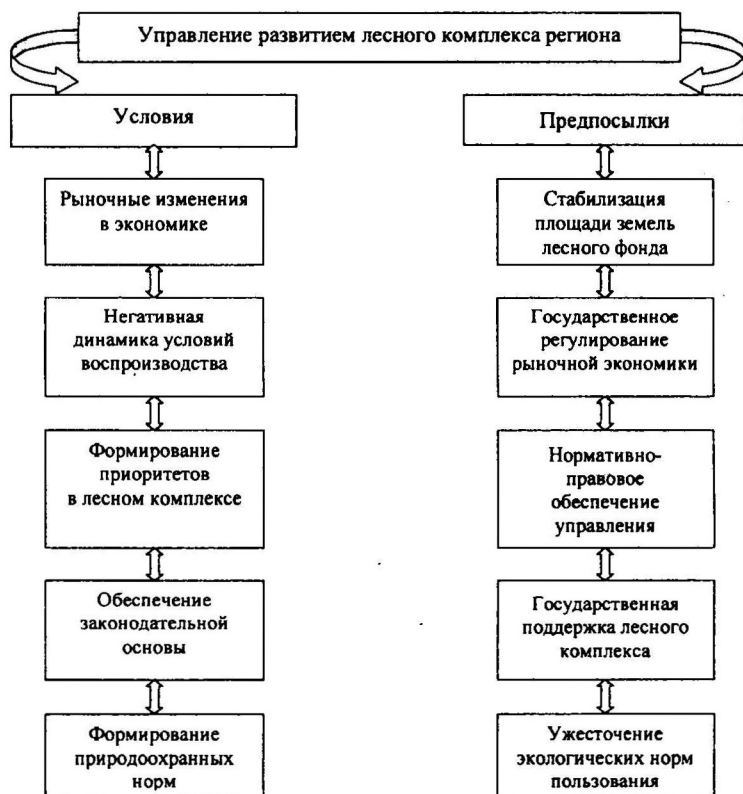 Управление развитием лесного комплекса региона
Условия
Рыночные изменения
в экономике
Негативная
динамика условий
воспроизводства
Формирование
приоритетов
в лесном комплексе
Обеспечение
законодательной
основы
Формирование
природоохранных
норм
Предпосылки
Стабилизация
площади земель
лесного фонда
Государственное
регулирование
рыночной экономики
Нормативно-
правовое
обеспечение
управления
Государственная
поддержка лесного
комплекса
Ужесточение
экологических норм
пользования